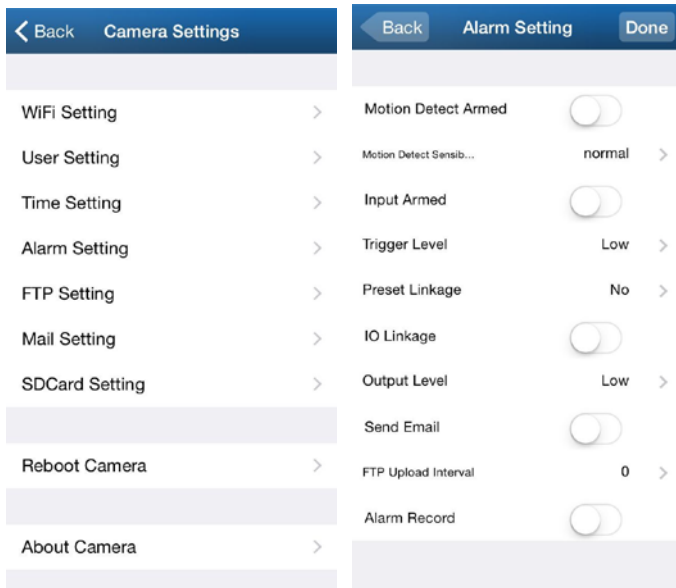 Back Camera Settings
WiFi Setting
User Setting
Time Setting
Alarm Setting
FTP Setting
Mail Setting
SDCard Setting
Reboot Camera
About Camera
Back Alarm Setting Done
Motion Detect Armed
Motion Detect Sensib... normal
Input Armed
Trigger Level Low
Preset Linkage No
IO Linkage
Output Level Low
Send Email
FTP Upload Interval 0
Alarm Record